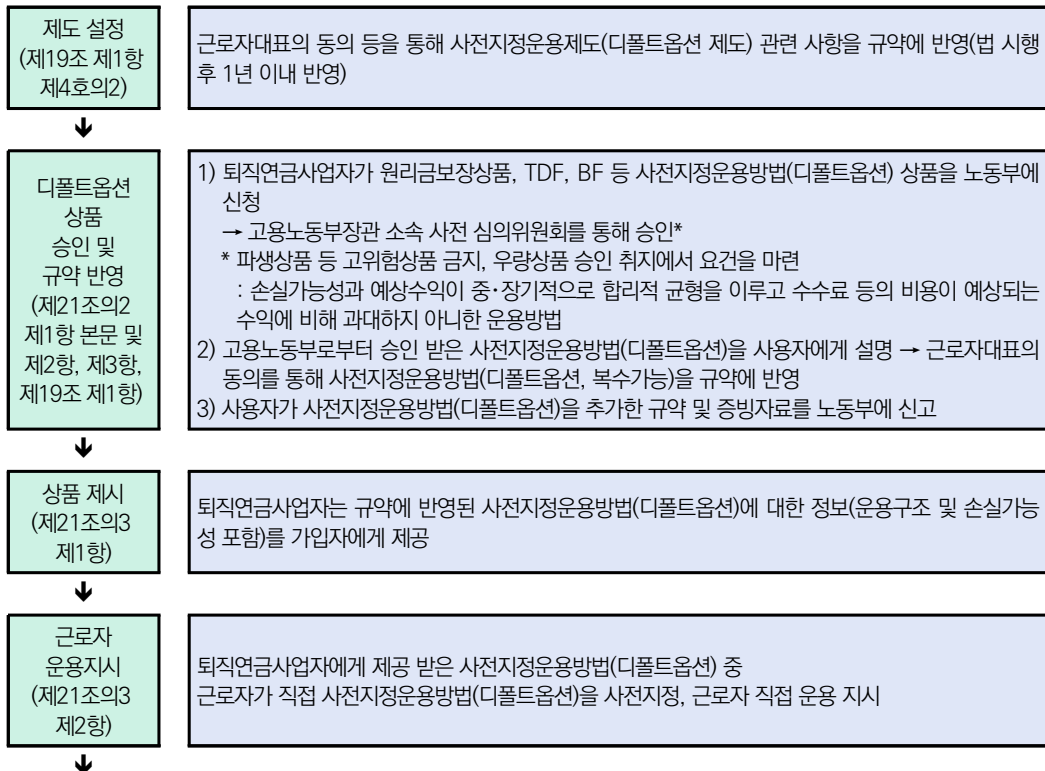 제도 설정
(제19조 제1항
제4호의2)
근로자대표의 동의 등을 통해 사전지정운용제도(디폴트옵션 제도) 관련 사항을 규약에 반영(법 시행
후 1년 이내 반영)
🡻
디폴트옵션
상품
승인 및
규약 반영
(제21조의2
제1항 본문 및
제2항, 제3항,
제19조 제1항)
1) 퇴직연금사업자가 원리금보장상품, TDF, BF 등 사전지정운용방법(디폴트옵션) 상품을 노동부에
신청
→ 고용노동부장관 소속 사전 심의위원회를 통해 승인*
* 파생상품 등 고위험상품 금지, 우량상품 승인 취지에서 요건을 마련
: 손실가능성과 예상수익이 중·장기적으로 합리적 균형을 이루고 수수료 등의 비용이 예상되는
수익에 비해 과대하지 아니한 운용방법
2) 고용노동부로부터 승인 받은 사전지정운용방법(디폴트옵션)을 사용자에게 설명 → 근로자대표의
동의를 통해 사전지정운용방법(디폴트옵션, 복수가능)을 규약에 반영
3) 사용자가 사전지정운용방법(디폴트옵션)을 추가한 규약 및 증빙자료를 노동부에 신고
🡻
상품 제시
(제21조의3
제1항)
퇴직연금사업자는 규약에 반영된 사전지정운용방법(디폴트옵션)에 대한 정보(운용구조 및 손실가능
성 포함)를 가입자에게 제공
🡻
근로자
운용지시
(제21조의3
제2항)
퇴직연금사업자에게 제공 받은 사전지정운용방법(디폴트옵션) 중
근로자가 직접 사전지정운용방법(디폴트옵션)을 사전지정, 근로자 직접 운용 지시
🡻